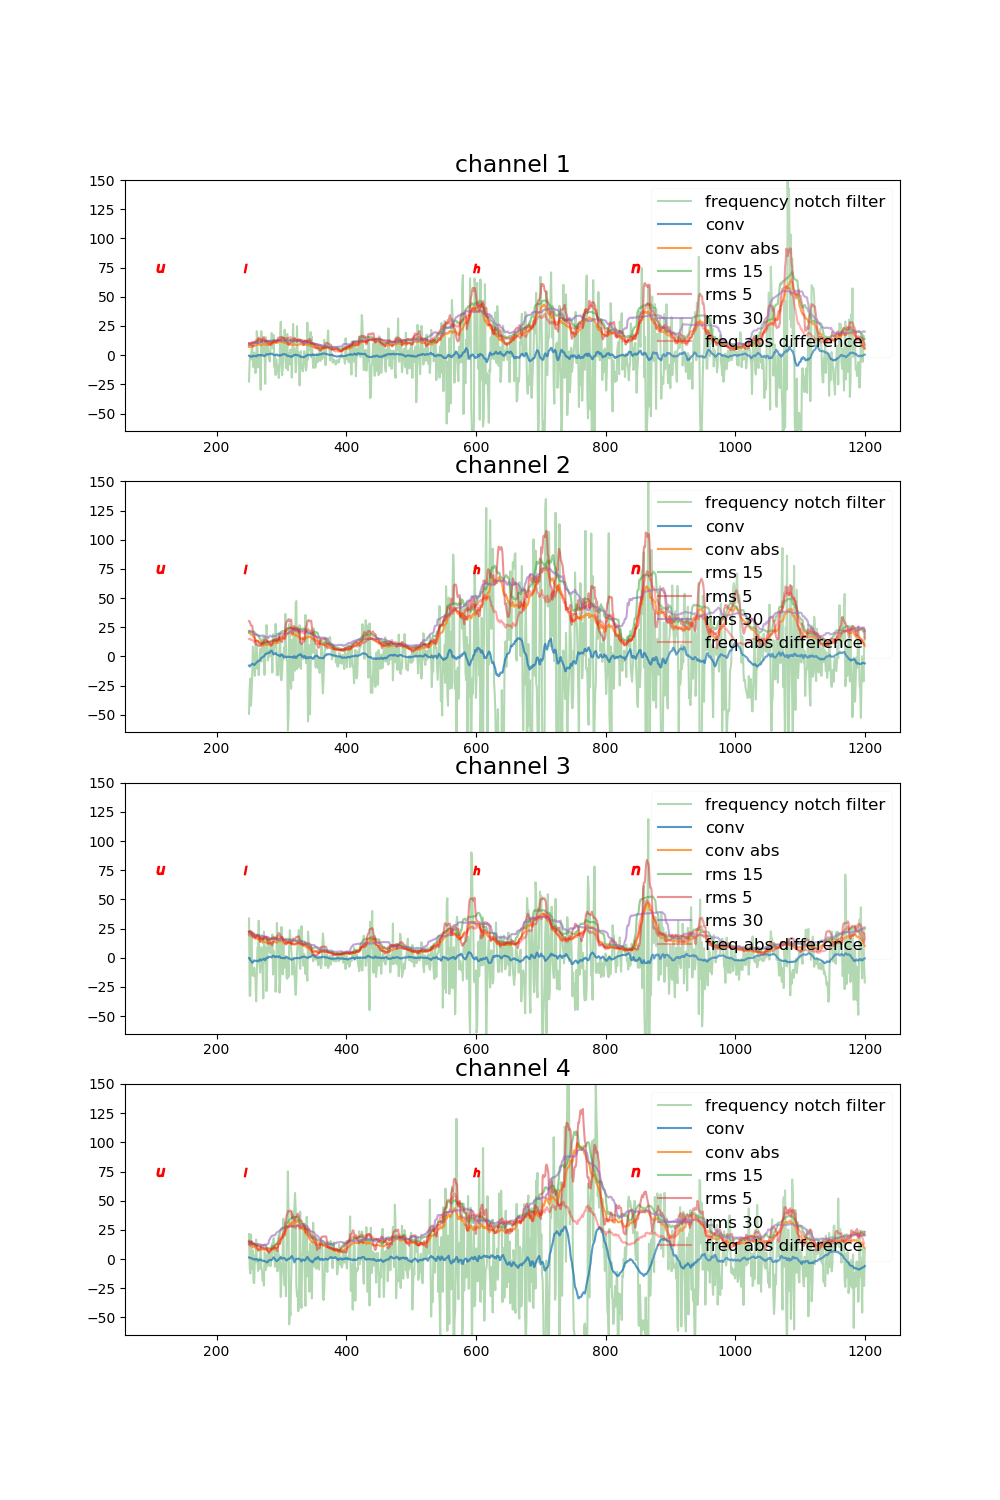 channel 1
150
125
100
75
50
25
0
−25
−50
u l h n
frequency notch filter
conv
conv abs
rms 15
rms 5
rms 30
freq abs difference
200 400 600 800 1000 1200
channel 2
150
125
100
75
50
25
0
−25
−50
u l h n
frequency notch filter
conv
conv abs
rms 15
rms 5
rms 30
freq abs difference
200 400 600 800 1000 1200
channel 3
150
125
100
75
50
25
0
−25
−50
u l h n
frequency notch filter
conv
conv abs
rms 15
rms 5
rms 30
freq abs difference
200 400 600 800 1000 1200
channel 4
150
125
100
75
50
25
0
−25
−50
u l h n
frequency notch filter
conv
conv abs
rms 15
rms 5
rms 30
freq abs difference
200 400 600 800 1000 1200